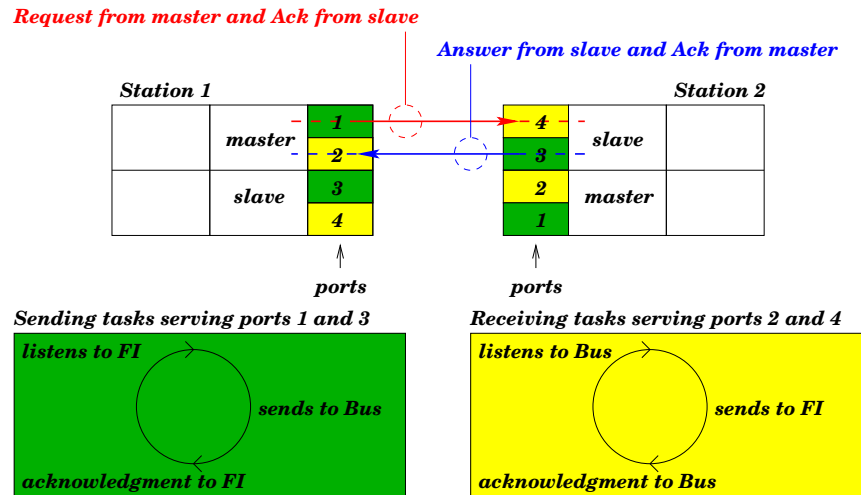 Request from master and Ack from slave
Answer from slave and Ack from master
Station 1
Station 2
master
slave
1
2
3
4
4
3
2
1
slave
master
ports
ports
Sending tasks serving ports 1 and 3
listens to FI
sends to Bus
acknowledgment to FI
Receiving tasks serving ports 2 and 4
listens to Bus
sends to FI
acknowledgment to Bus